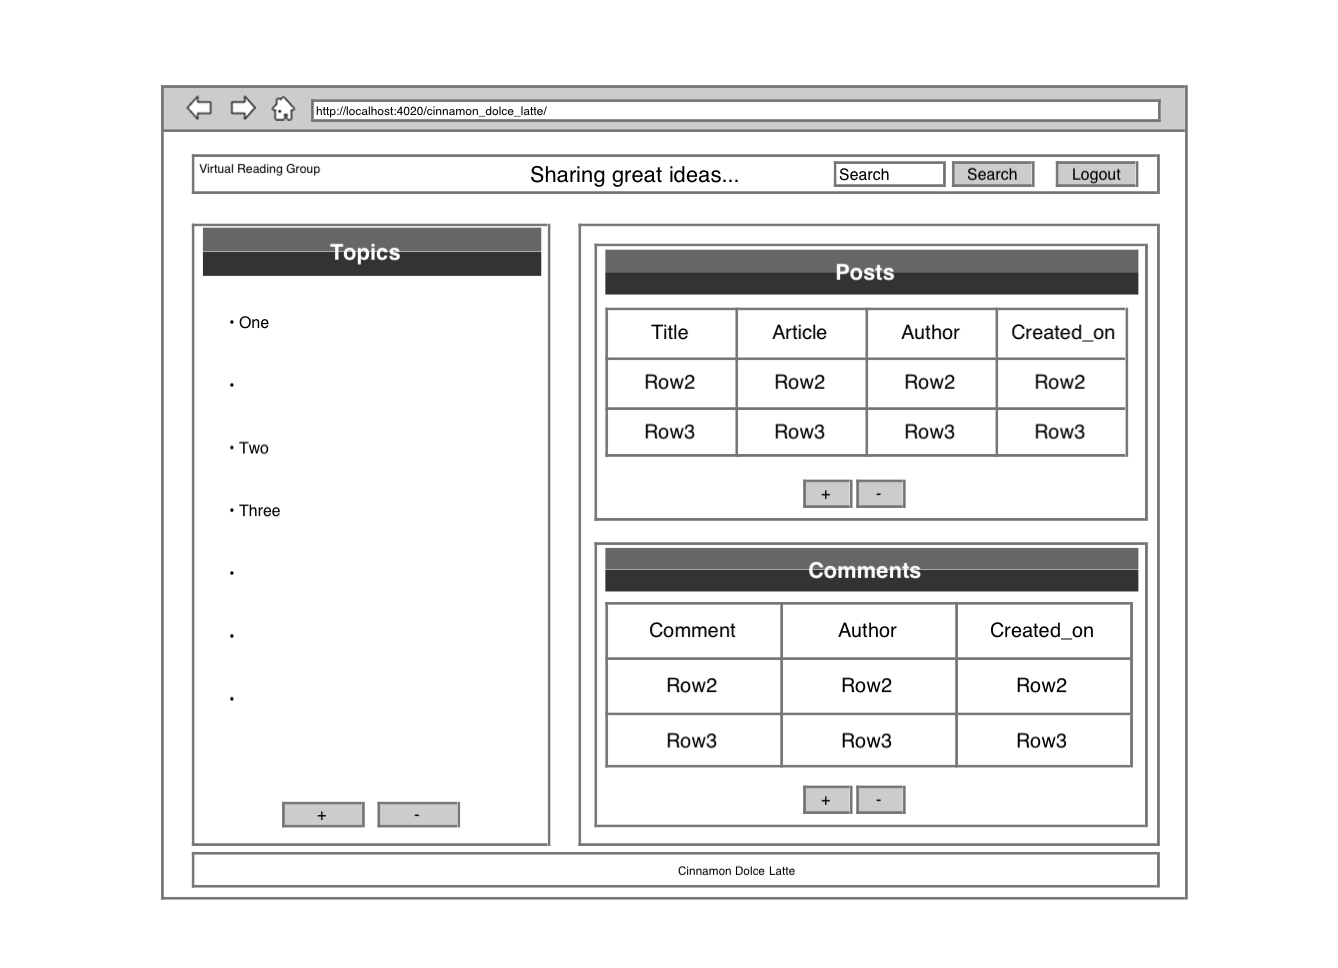 http://localhost:4020/cinnamon_dolce_latte/
Virtual Reading Group
Sharing great ideas...
Search
Search
Logout
Topics
• One
•
• Two
• Three
•
•
•
+ -
Posts
Title Article Author Created_on
Row2 Row2 Row2 Row2
Row3 Row3 Row3 Row3
+ -
Comments
Comment Author Created_on
Row2 Row2 Row2
Row3 Row3 Row3
+ -
Cinnamon Dolce Latte